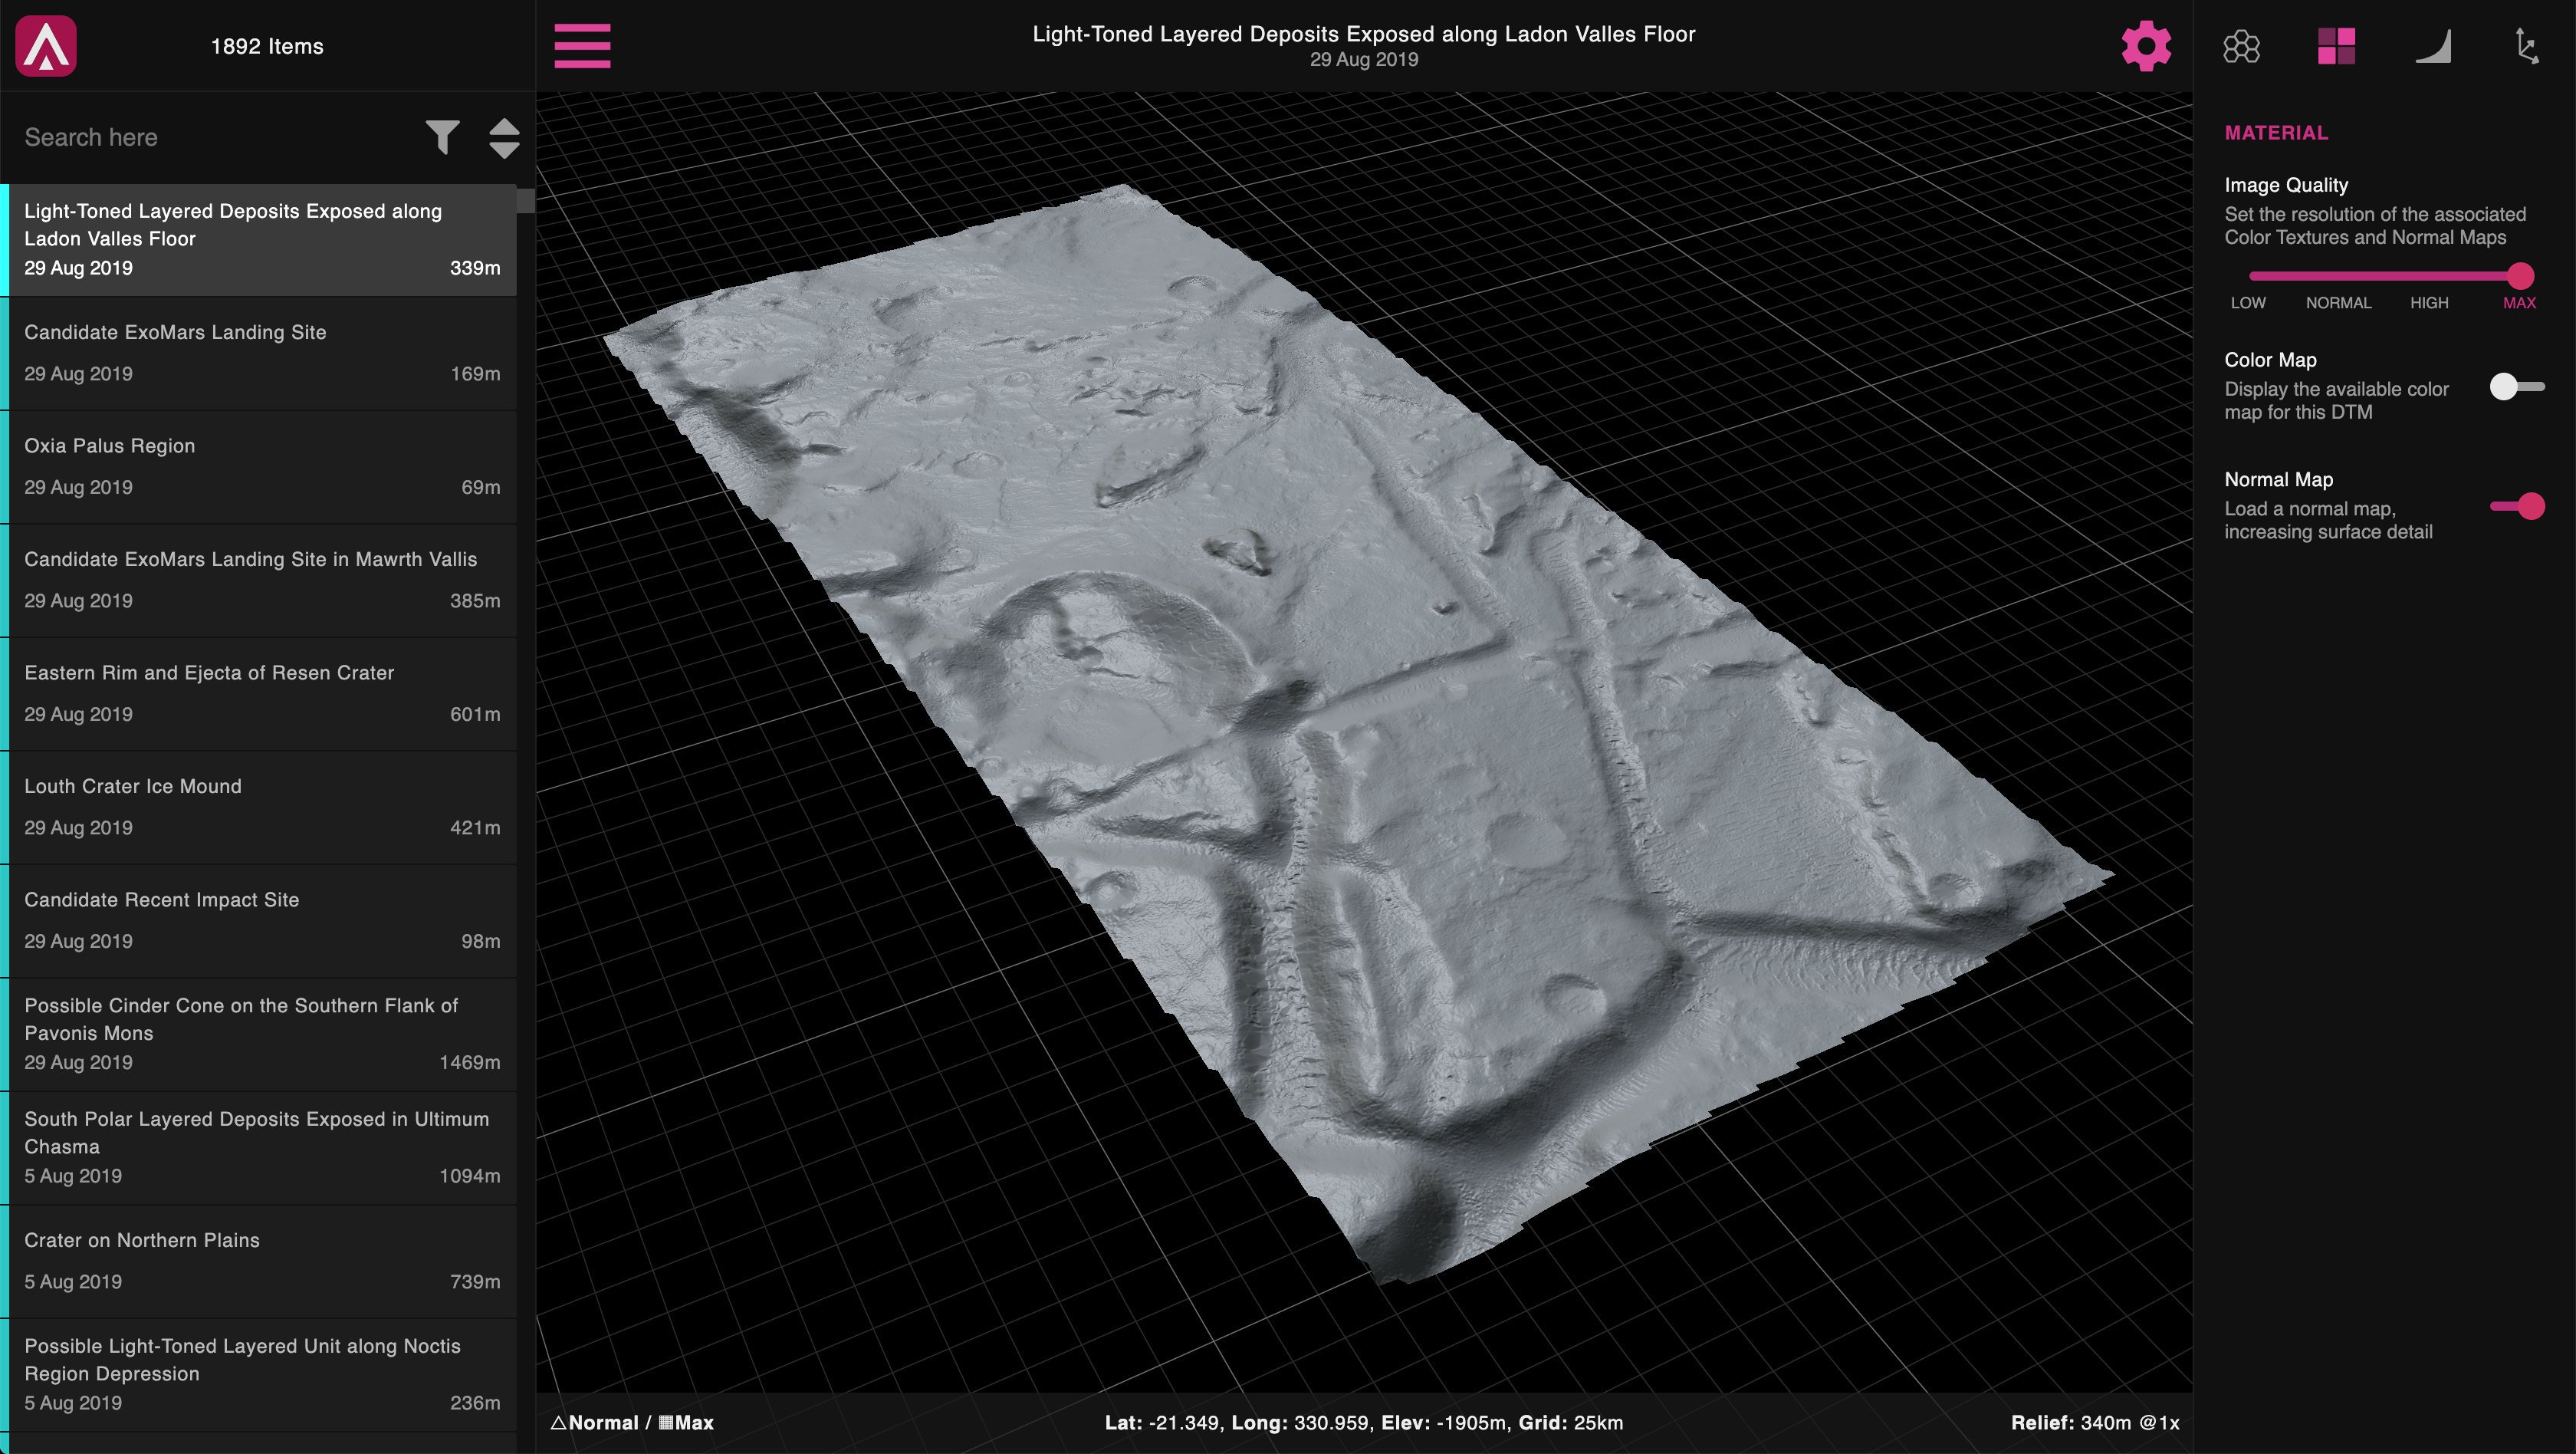 1892 Items
Search here
Light-Toned Layered Deposits Exposed along
Ladon Valles Floor
29 Aug 2019 339m
Candidate ExoMars Landing Site
29 Aug 2019 169m
Oxia Palus Region
29 Aug 2019 69m
Candidate ExoMars Landing Site in Mawrth Vallis
29 Aug 2019 385m
Eastern Rim and Ejecta of Resen Crater
29 Aug 2019 601m
Louth Crater Ice Mound
29 Aug 2019 421m
Candidate Recent Impact Site
29 Aug 2019 98m
Possible Cinder Cone on the Southern Flank of
Pavonis Mons
29 Aug 2019 1469m
South Polar Layered Deposits Exposed in Ultimum
Chasma
5 Aug 2019 1094m
Crater on Northern Plains
5 Aug 2019 739m
Possible Light-Toned Layered Unit along Noctis
Region Depression
5 Aug 2019 236m
Light-Toned Layered Deposits Exposed along Ladon Valles Floor
29 Aug 2019
△Normal / ▦Max
Lat: -21.349, Long: 330.959, Elev: -1905m, Grid: 25km
Relief: 340m @1x
MATERIAL
Image Quality
Set the resolution of the associated
Color Textures and Normal Maps
LOW NORMAL HIGH MAX
Color Map
Display the available color
map for this DTM
Normal Map
Load a normal map,
increasing surface detail